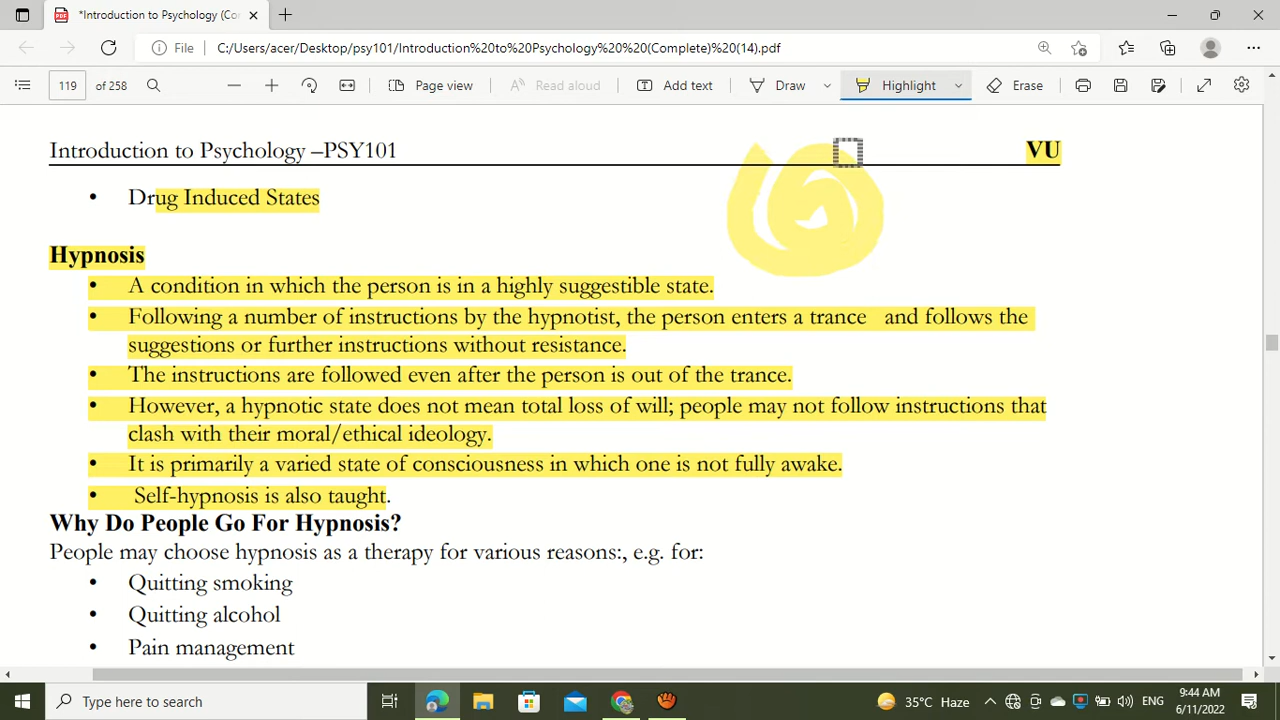 *Introduction to Psychology (Co
File
C:/Users/acer/Desktop/psy101/Introduction%20to%20Psychology%20%20(Complete)%20(14).pdf
119 of 258
Page view
Read aloud
Add text
Draw
Highlight
Erase
Introduction to Psychology –PSY101 VU
• Drug Induced States
Hypnosis
• A condition in which the person is in a highly suggestible state.
• Following a number of instructions by the hypnotist, the person enters a trance and follows the
suggestions or further instructions without resistance.
• The instructions are followed even after the person is out of the trance.
• However, a hypnotic state does not mean total loss of will; people may not follow instructions that
clash with their moral/ethical ideology.
• It is primarily a varied state of consciousness in which one is not fully awake.
• Self-hypnosis is also taught.
Why Do People Go For Hypnosis?
People may choose hypnosis as a therapy for various reasons:, e.g. for:
• Quitting smoking
• Quitting alcohol
• Pain management
Type here to search
35°C Haze
ENG
9:44 AM
6/11/2022